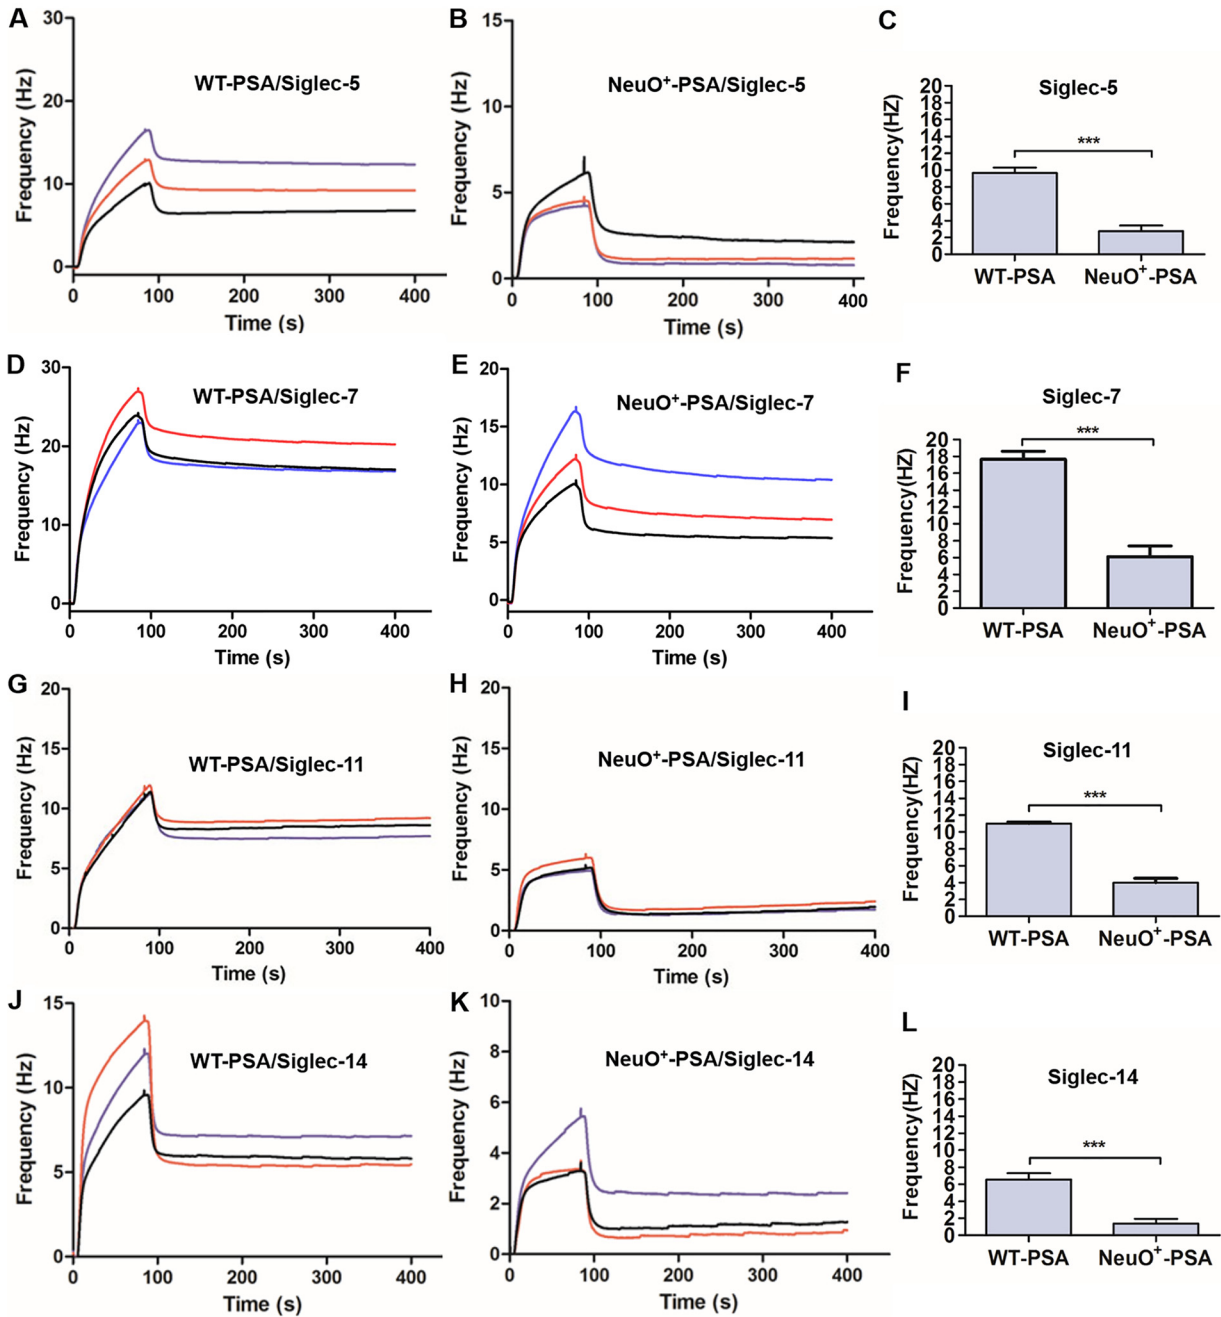 A
30
20
10
0
Frequency (Hz)
WT-PSA/Siglec-5
0 100 200 300 400
Time (s)
B
15
10
5
0
Frequency (Hz)
NeuO+-PSA/Siglec-5
0 100 200 300 400
Time (s)
C
Siglec-5
***
20
18
16
14
12
10
8
6
4
2
0
Frequency(HZ)
WT-PSA NeuO+-PSA
D
30
20
10
0
Frequency (Hz)
WT-PSA/Siglec-7
0 100 200 300 400
Time (s)
E
20
15
10
5
0
Frequency (Hz)
NeuO+-PSA/Siglec-7
0 100 200 300 400
Time (s)
F
Siglec-7
***
20
18
16
14
12
10
8
6
4
2
0
Frequency(HZ)
WT-PSA NeuO+-PSA
G
20
15
10
5
0
Frequency (Hz)
WT-PSA/Siglec-11
0 100 200 300 400
Time (s)
H
20
15
10
5
0
Frequency (Hz)
NeuO+-PSA/Siglec-11
0 100 200 300 400
Time (s)
I
Siglec-11
***
20
18
16
14
12
10
8
6
4
2
0
Frequency(HZ)
WT-PSA NeuO+-PSA
J
15
10
5
0
Frequency (Hz)
WT-PSA/Siglec-14
0 100 200 300 400
Time (s)
K
10
8
6
4
2
0
Frequency (Hz)
NeuO+-PSA/Siglec-14
0 100 200 300 400
Time (s)
L
Siglec-14
***
20
18
16
14
12
10
8
6
4
2
0
Frequency(HZ)
WT-PSA NeuO+-PSA